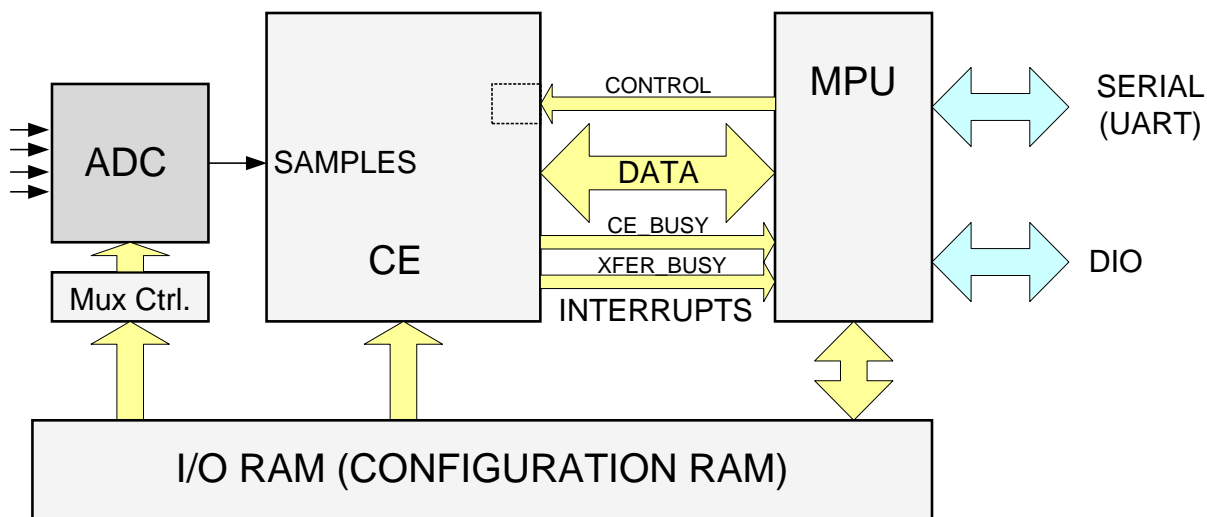 MPU
CONTROL
SERIAL
(UART)
ADC
SAMPLES
DATA
CE_BUSY
CE
XFER_BUSY
DIO
Mux Ctrl.
INTERRUPTS
I/O RAM (CONFIGURATION RAM)